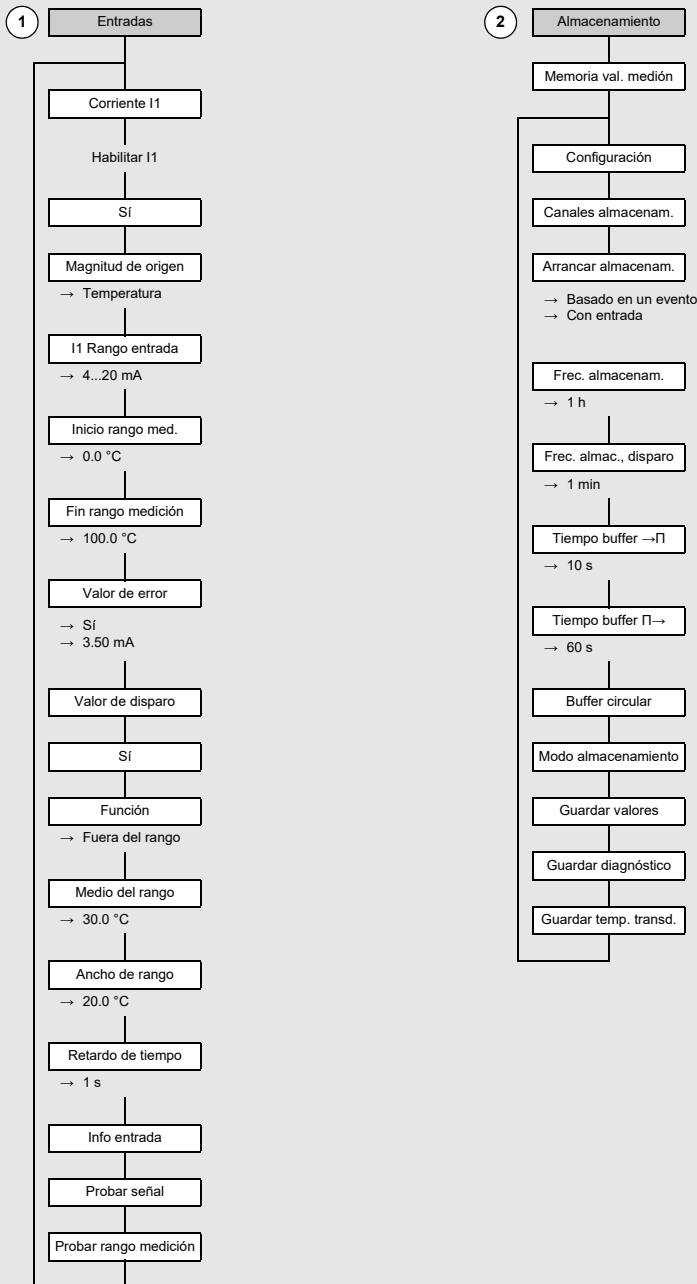 1
Entradas
Corriente I1
Habilitar I1
Sí
Magnitud de origen
→ Temperatura
I1 Rango entrada
→ 4...20 mA
Inicio rango med.
→ 0.0 °C
Fin rango medición
→ 100.0 °C
Valor de error
→ Sí
→ 3.50 mA
Valor de disparo
Sí
Función
→ Fuera del rango
Medio del rango
→ 30.0 °C
Ancho de rango
→ 20.0 °C
Retardo de tiempo
→ 1 s
Info entrada
Probar señal
Probar rango medición
2
Almacenamiento
Memoria val. medión
Configuración
Canales almacenam.
Arrancar almacenam.
→ Basado en un evento
→ Con entrada
Frec. almacenam.
→ 1 h
Frec. almac., disparo
→ 1 min
Tiempo buffer →Π
→ 10 s
Tiempo buffer Π→
→ 60 s
Buffer circular
Modo almacenamiento
Guardar valores
Guardar diagnóstico
Guardar temp. transd.